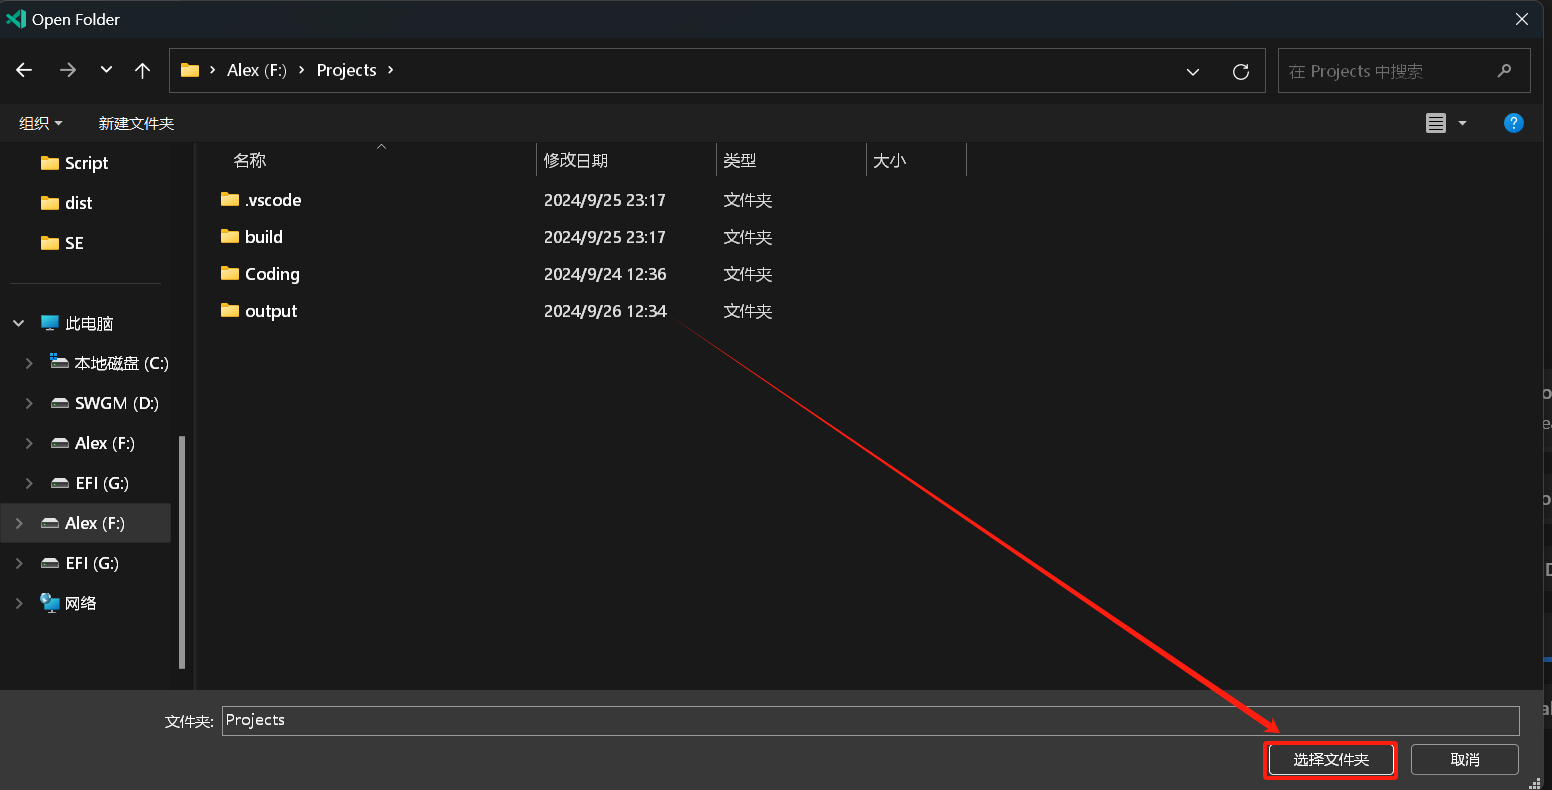 Open Folder
Alex (F:) Projects
在 Projects 中搜索
组织 新建文件夹
名称 修改日期 类型 大小
Script
dist
SE
.vscode 2024/9/25 23:17 文件夹
build 2024/9/25 23:17 文件夹
Coding 2024/9/24 12:36 文件夹
output 2024/9/26 12:34 文件夹
此电脑
本地磁盘 (C:)
SWGM (D:)
Alex (F:)
EFI (G:)
Alex (F:)
EFI (G:)
网络
文件夹: Projects
选择文件夹 取消